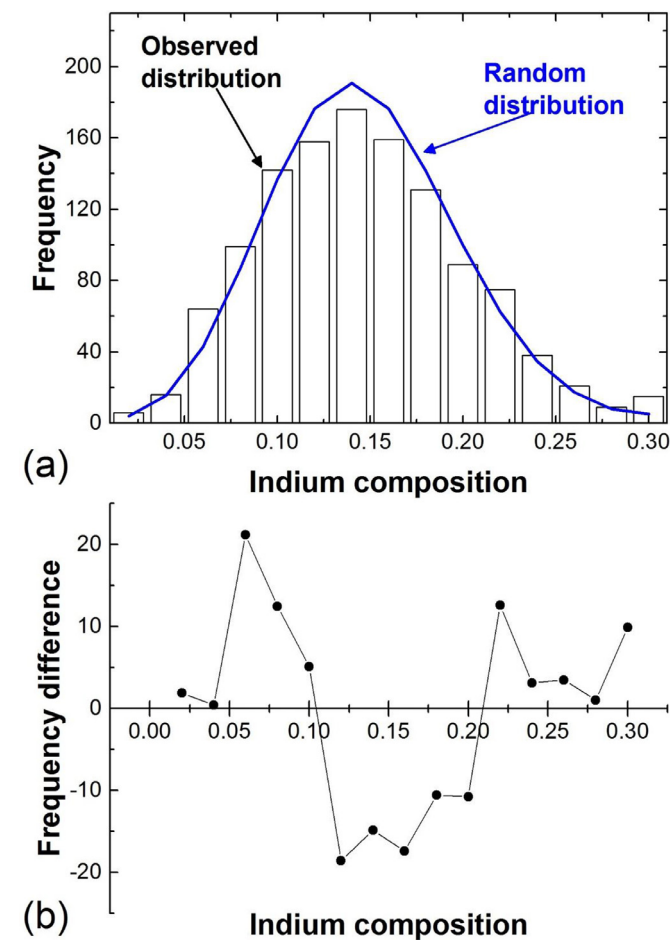 Observed
distribution
Random
distribution
Frequency
200
160
120
80
40
0
0.05 0.10 0.15 0.20 0.25 0.30
(a)
Indium composition
Frequency difference
20
10
0
-10
-20
0.00 0.05 0.10 0.15 0.20 0.25 0.30
(b)
Indium composition